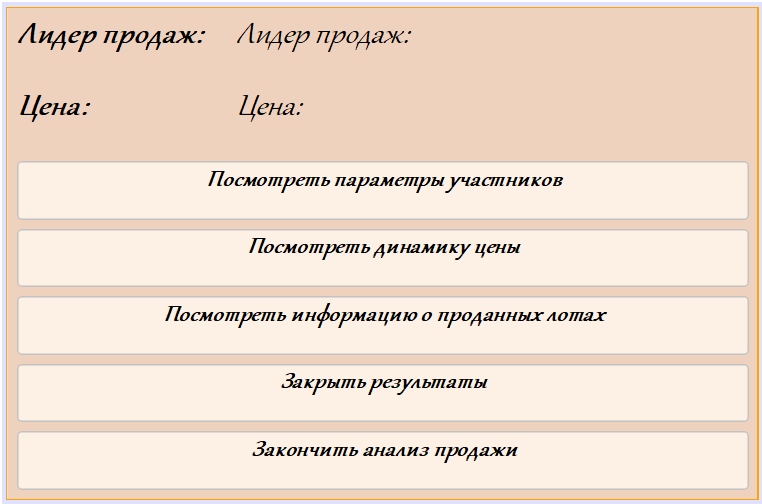 Лидер продаж: Лидер продаж:
Цена: Цена:
Посмотреть параметры участников
Посмотреть динамику цены
Посмотреть информацию о проданных лотах
Закрыть результаты
Закончить анализ продажи